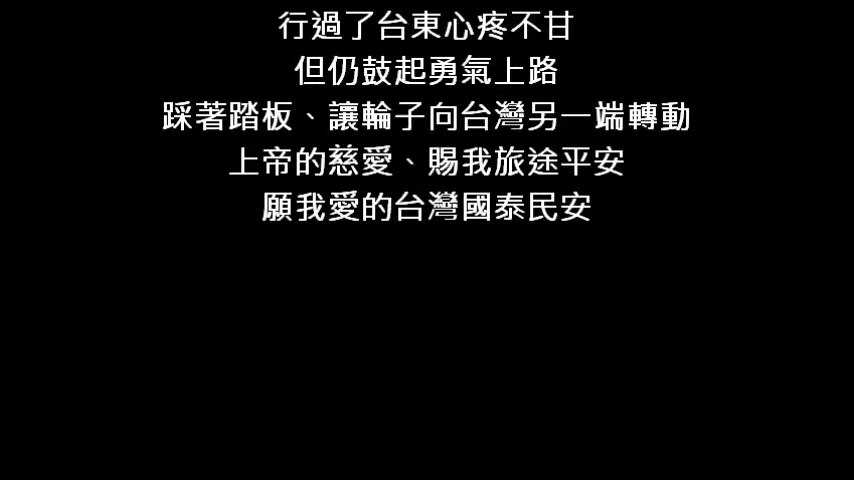 行過了台東心疼不甘
但仍鼓起勇氣上路
踩著踏板、讓輪子向台灣另一端轉動
上帝的慈愛、賜我旅途平安
願我愛的台灣國泰民安